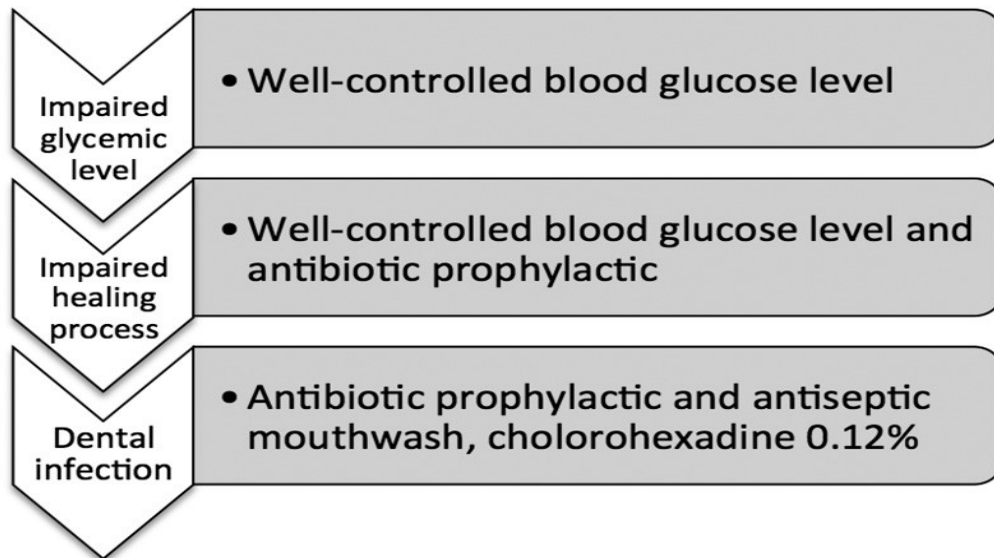 Impaired
glycemic
level
• Well-controlled blood glucose level
Impaired
healing
process
• Well-controlled blood glucose level and
antibiotic prophylactic
Dental
infection
• Antibiotic prophylactic and antiseptic
mouthwash, cholorohexadine 0.12%